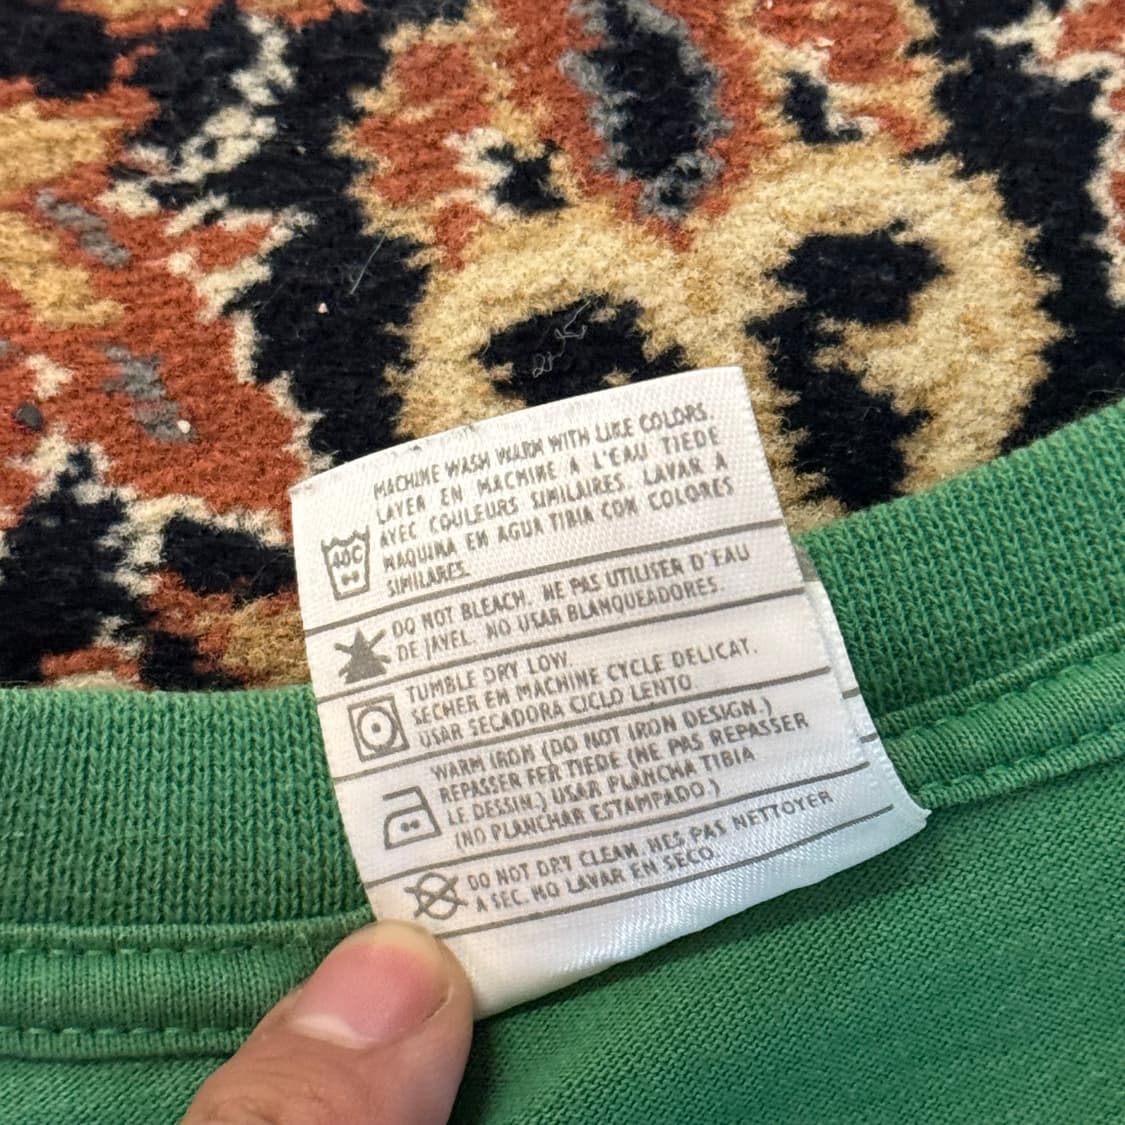 MACHINE WASH WARM WITH LIKE COLORS.
LAVER EN MACHINE A L'EAU TIEDE
AVEC COULEURS SIMILAIRES. LAVAR A
MAQUINA EN AGUA TIBIA CON COLORES
SIMILARES.
40C
DO NOT BLEACH. NE PAS UTILISER D'EAU
DE JAVEL. NO USAR BLANQUEADORES.
TUMBLE DRY LOW.
SECHER EN MACHINE CYCLE DELICAT.
USAR SECADORA CICLO LENTO
WARM IRON (DO NOT IRON DESIGN.)
REPASSER FER TIEDE (NE PAS REPASSER
LE DESSIN.) USAR PLANCHA TIBIA
(NO PLANCHAR ESTAMPADO.)
DO NOT DRY CLEAN. NES PAS NETTOYER
A SEC. NO LAVAR EN SECO.